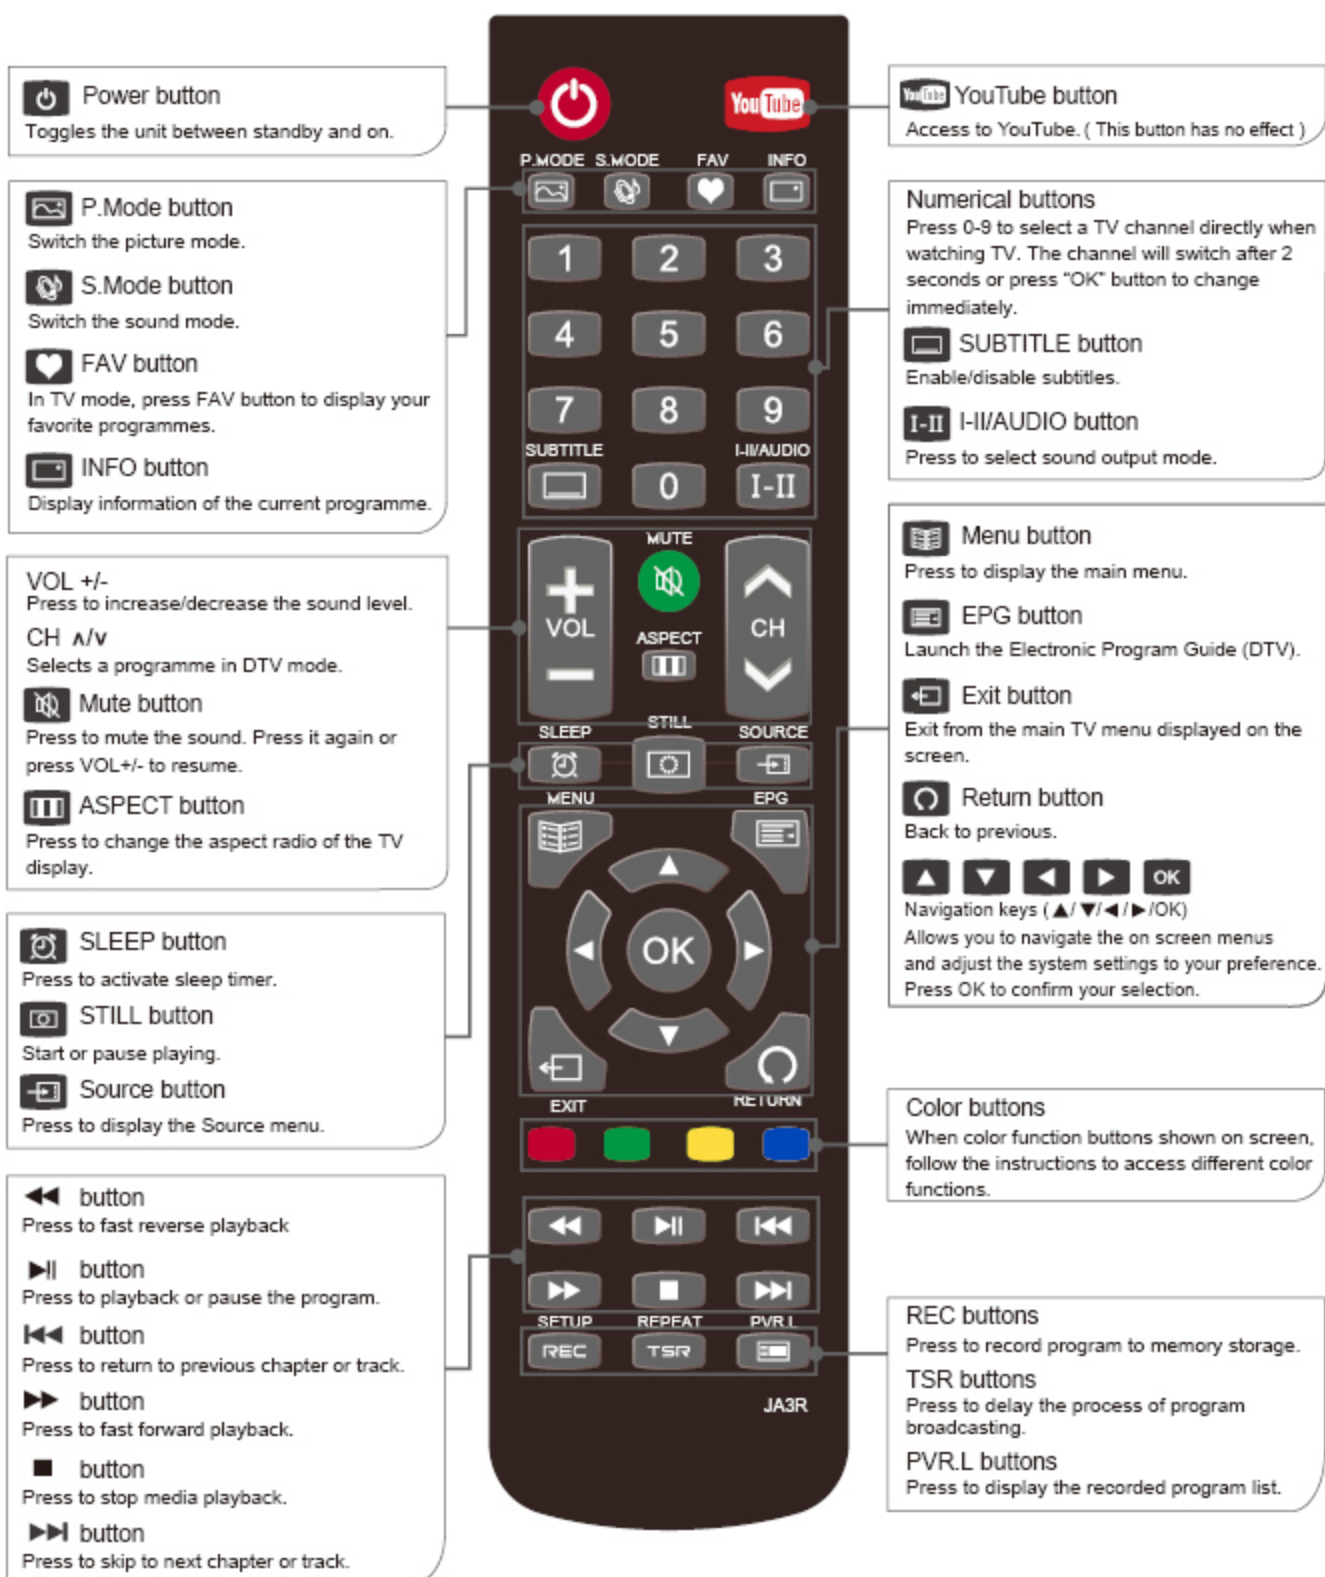 Power button
Toggles the unit between standby and on.
P.Mode button
Switch the picture mode.
S.Mode button
Switch the sound mode.
FAV button
In TV mode, press FAV button to display your
favorite programmes.
INFO button
Display information of the current programme.
VOL +/-
Press to increase/decrease the sound level.
CH ∧/∨
Selects a programme in DTV mode.
Mute button
Press to mute the sound. Press it again or
press VOL+/- to resume.
ASPECT button
Press to change the aspect radio of the TV
display.
SLEEP button
Press to activate sleep timer.
STILL button
Start or pause playing.
Source button
Press to display the Source menu.
◀◀ button
Press to fast reverse playback
▶|| button
Press to playback or pause the program.
|◀◀ button
Press to return to previous chapter or track.
▶▶ button
Press to fast forward playback.
■ button
Press to stop media playback.
▶▶| button
Press to skip to next chapter or track.
YouTube
P.MODE S.MODE FAV INFO
1 2 3
4 5 6
7 8 9
SUBTITLE I-II/AUDIO
0 I-II
MUTE
+ VOL −
ASPECT
CH
SLEEP STILL SOURCE
MENU EPG
OK
EXIT RETURN
SETUP REPEAT PVR.L
REC TSR
JA3R
YouTube YouTube button
Access to YouTube. ( This button has no effect )
Numerical buttons
Press 0-9 to select a TV channel directly when
watching TV. The channel will switch after 2
seconds or press "OK" button to change
immediately.
SUBTITLE button
Enable/disable subtitles.
I-II I-II/AUDIO button
Press to select sound output mode.
Menu button
Press to display the main menu.
EPG button
Launch the Electronic Program Guide (DTV).
Exit button
Exit from the main TV menu displayed on the
screen.
Return button
Back to previous.
▲ ▼ ◀ ▶ OK
Navigation keys (▲/▼/◀/▶/OK)
Allows you to navigate the on screen menus
and adjust the system settings to your preference.
Press OK to confirm your selection.
Color buttons
When color function buttons shown on screen,
follow the instructions to access different color
functions.
REC buttons
Press to record program to memory storage.
TSR buttons
Press to delay the process of program
broadcasting.
PVR.L buttons
Press to display the recorded program list.